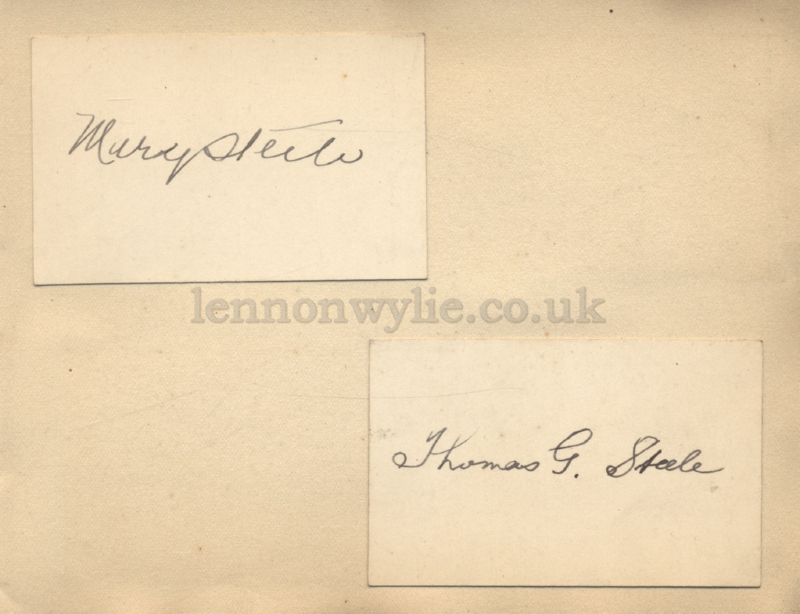 Mary Steele
lennonwylie.co.uk
Thomas G. Steele